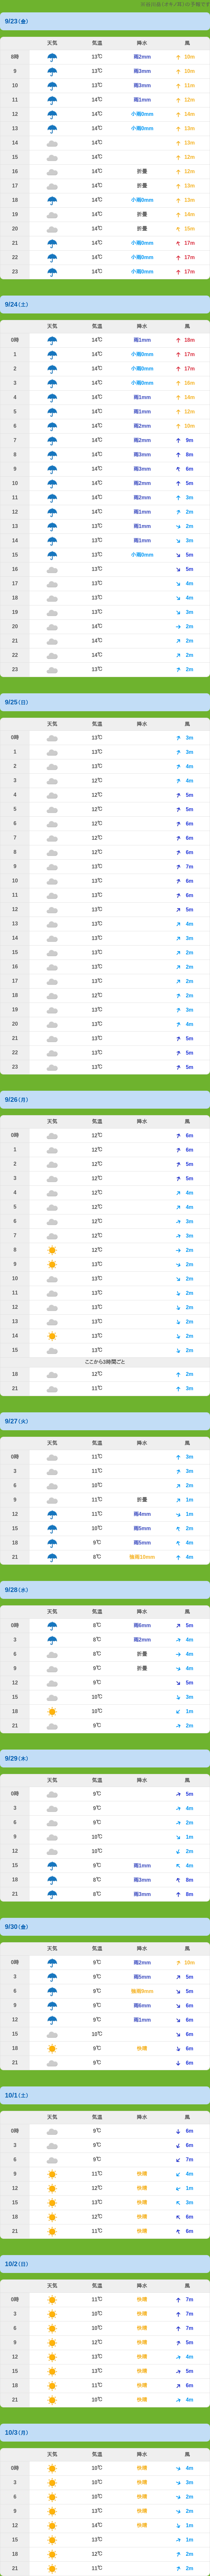 9/23(金)
天気 気温 降水 風
8時 14℃ 雨2mm 10m
9 13℃ 雨3mm 10m
10 13℃ 雨3mm 11m
11 14℃ 雨1mm 12m
12 14℃ 小雨0mm 14m
13 14℃ 小雨0mm 13m
14 14℃ 13m
15 14℃ 12m
16 14℃ 折畳 12m
17 14℃ 折畳 13m
18 14℃ 小雨0mm 13m
19 14℃ 折畳 14m
20 14℃ 折畳 15m
21 14℃ 小雨0mm 17m
22 14℃ 小雨0mm 17m
23 14℃ 小雨0mm 17m
9/24(土)
天気 気温 降水 風
0時 14℃ 雨1mm 18m
1 14℃ 小雨0mm 17m
2 14℃ 小雨0mm 17m
3 14℃ 小雨0mm 16m
4 14℃ 雨1mm 14m
5 14℃ 雨1mm 12m
6 14℃ 雨2mm 10m
7 14℃ 雨2mm 9m
8 14℃ 雨3mm 8m
9 14℃ 雨3mm 6m
10 14℃ 雨2mm 5m
11 14℃ 雨2mm 3m
12 14℃ 雨1mm 2m
13 13℃ 雨1mm 2m
14 13℃ 雨1mm 3m
15 13℃ 小雨0mm 5m
16 13℃ 5m
17 13℃ 4m
18 13℃ 4m
19 13℃ 3m
20 14℃ 2m
21 14℃ 2m
22 14℃ 2m
23 13℃ 2m
9/25(日)
天気 気温 降水 風
0時 13℃ 3m
1 13℃ 3m
2 13℃ 4m
3 12℃ 4m
4 12℃ 5m
5 12℃ 5m
6 12℃ 6m
7 12℃ 6m
8 12℃ 6m
9 13℃ 7m
10 13℃ 6m
11 13℃ 6m
12 13℃ 5m
13 13℃ 4m
14 13℃ 3m
15 13℃ 2m
16 13℃ 2m
17 13℃ 2m
18 12℃ 2m
19 13℃ 3m
20 13℃ 4m
21 13℃ 5m
22 13℃ 5m
23 13℃ 5m
9/26(月)
天気 気温 降水 風
0時 12℃ 6m
1 12℃ 6m
2 12℃ 5m
3 12℃ 5m
4 12℃ 4m
5 12℃ 4m
6 12℃ 3m
7 12℃ 3m
8 12℃ 2m
9 13℃ 2m
10 13℃ 2m
11 13℃ 2m
12 13℃ 2m
13 13℃ 2m
14 13℃ 2m
15 13℃ 2m
ここから3時間ごと
18 12℃ 2m
21 11℃ 3m
9/27(火)
天気 気温 降水 風
0時 11℃ 3m
3 11℃ 3m
6 10℃ 2m
9 11℃ 折畳 1m
12 11℃ 雨4mm 1m
15 10℃ 雨5mm 2m
18 9℃ 雨5mm 4m
21 8℃ 強雨10mm 4m
9/28(水)
天気 気温 降水 風
0時 8℃ 雨6mm 5m
3 8℃ 雨2mm 4m
6 9℃ 折畳 4m
9 9℃ 折畳 4m
12 9℃ 5m
15 10℃ 3m
18 10℃ 1m
21 9℃ 2m
9/29(木)
天気 気温 降水 風
0時 9℃ 5m
3 9℃ 4m
6 9℃ 2m
9 10℃ 1m
12 10℃ 2m
15 9℃ 雨1mm 4m
18 8℃ 雨3mm 8m
21 8℃ 雨3mm 8m
9/30(金)
天気 気温 降水 風
0時 9℃ 雨2mm 10m
3 9℃ 雨5mm 5m
6 9℃ 5m
9 9℃ 雨6mm 6m
12 9℃ 雨1mm 6m
15 10℃ 6m
18 9℃ 快晴 6m
21 9℃ 6m
10/1(土)
天気 気温 降水 風
0時 9℃ 6m
3 9℃ 6m
6 9℃ 7m
9 11℃ 快晴 4m
12 12℃ 快晴 1m
15 13℃ 快晴 3m
18 12℃ 快晴 6m
21 11℃ 快晴 6m
10/2(日)
天気 気温 降水 風
0時 11℃ 快晴 7m
3 10℃ 快晴 7m
6 10℃ 快晴 7m
9 12℃ 快晴 5m
12 13℃ 快晴 4m
15 13℃ 快晴 5m
18 11℃ 快晴 6m
21 10℃ 快晴 4m
10/3(月)
天気 気温 降水 風
0時 10℃ 快晴 4m
3 10℃ 快晴 3m
6 10℃ 快晴 2m
9 13℃ 快晴 2m
12 14℃ 快晴 1m
15 13℃ 1m
18 12℃ 2m
21 11℃ 2m